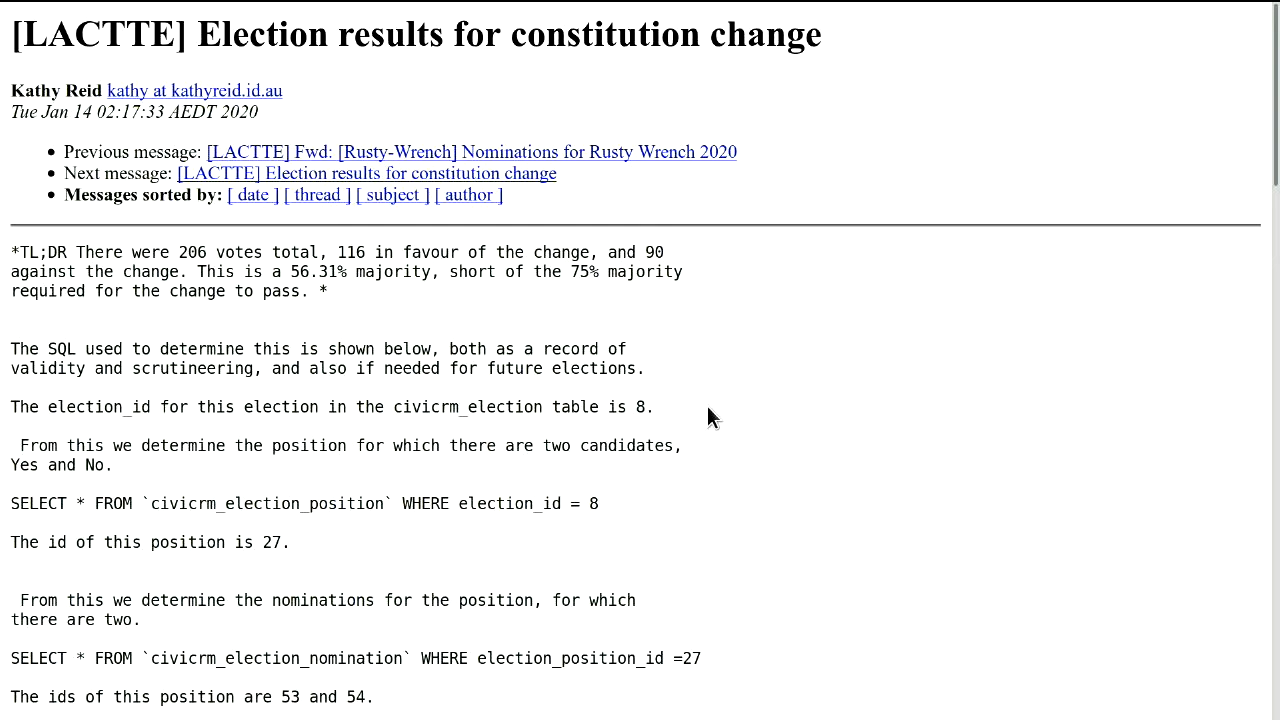 [LACTTE] Election results for constitution change
Kathy Reid kathy at kathyreid.id.au
Tue Jan 14 02:17:33 AEDT 2020
Previous message: [LACTTE] Fwd: [Rusty-Wrench] Nominations for Rusty Wrench 2020
Next message: [LACTTE] Election results for constitution change
Messages sorted by: [ date ] [ thread ] [ subject ] [ author ]
*TL;DR There were 206 votes total, 116 in favour of the change, and 90
against the change. This is a 56.31% majority, short of the 75% majority
required for the change to pass. *
The SQL used to determine this is shown below, both as a record of
validity and scrutineering, and also if needed for future elections.
The election_id for this election in the civicrm_election table is 8.
From this we determine the position for which there are two candidates,
Yes and No.
SELECT * FROM `civicrm_election_position` WHERE election_id = 8
The id of this position is 27.
From this we determine the nominations for the position, for which
there are two.
SELECT * FROM `civicrm_election_nomination` WHERE election_position_id =27
The ids of this position are 53 and 54.